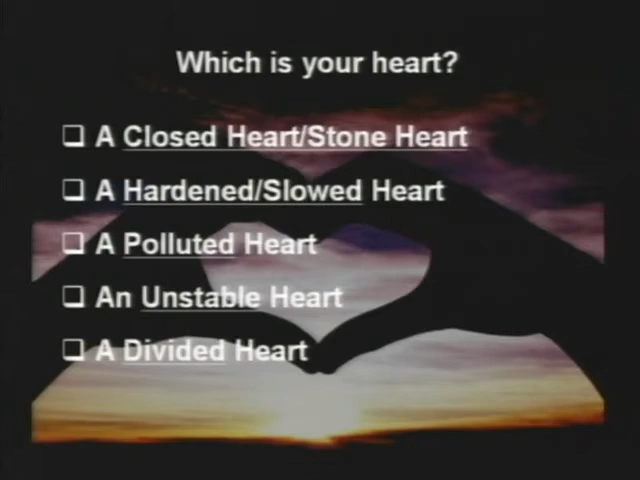 Which is your heart?
❑ A Closed Heart/Stone Heart
❑ A Hardened/Slowed Heart
❑ A Polluted Heart
❑ An Unstable Heart
❑ A Divided Heart